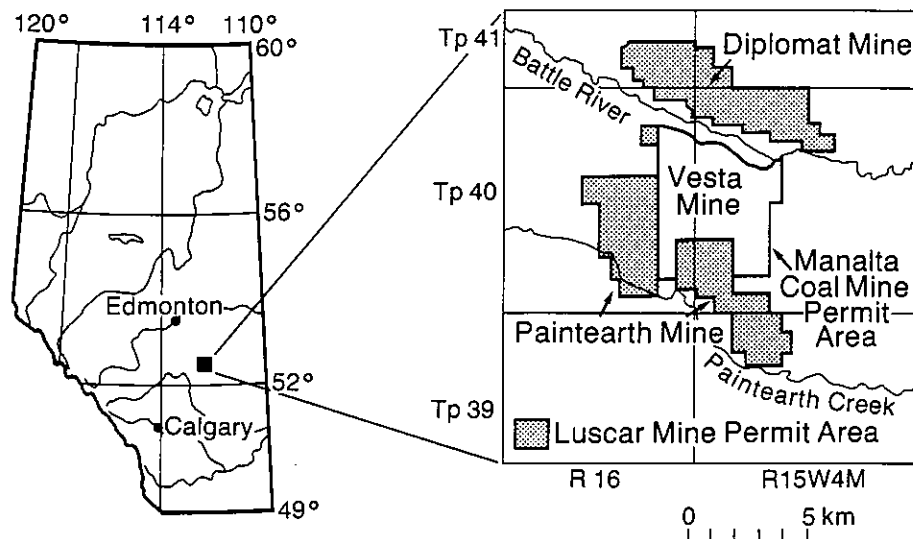 120°
114°
110°
60°
56°
Edmonton
52°
Calgary
49°
Tp 41
Diplomat Mine
Battle River
Tp 40
Vesta
Mine
Manalta
Coal Mine
Permit
Area
Paintearth Mine
Paintearth Creek
Tp 39
Luscar Mine Permit Area
R 16
R15W4M
0
5 km